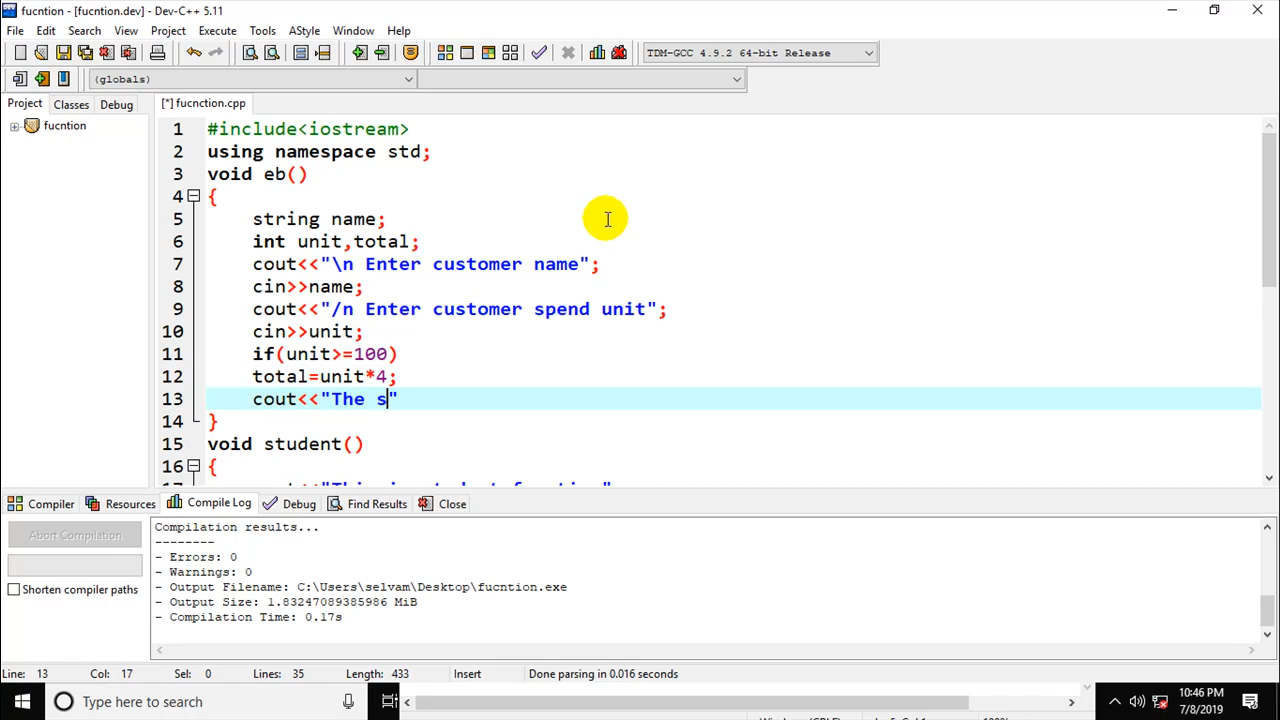 fucntion - [fucntion.dev] - Dev-C++ 5.11
File Edit Search View Project Execute Tools AStyle Window Help
TDM-GCC 4.9.2 64-bit Release
(globals)
Project Classes Debug [*] fucnction.cpp
fucntion
1 #include<iostream>
2 using namespace std;
3 void eb()
4 {
5 string name;
6 int unit,total;
7 cout<<"\n Enter customer name";
8 cin>>name;
9 cout<<"/n Enter customer spend unit";
10 cin>>unit;
11 if(unit>=100)
12 total=unit*4;
13 cout<<"The s"
14 }
15 void student()
16 {
Compiler Resources Compile Log Debug Find Results Close
Abort Compilation
Shorten compiler paths
Compilation results...
--------
- Errors: 0
- Warnings: 0
- Output Filename: C:\Users\selvam\Desktop\fucntion.exe
- Output Size: 1.83247089385986 MiB
- Compilation Time: 0.17s
Line: 13 Col: 17 Sel: 0 Lines: 35 Length: 433 Insert Done parsing in 0.016 seconds
Type here to search
10:46 PM
7/8/2019